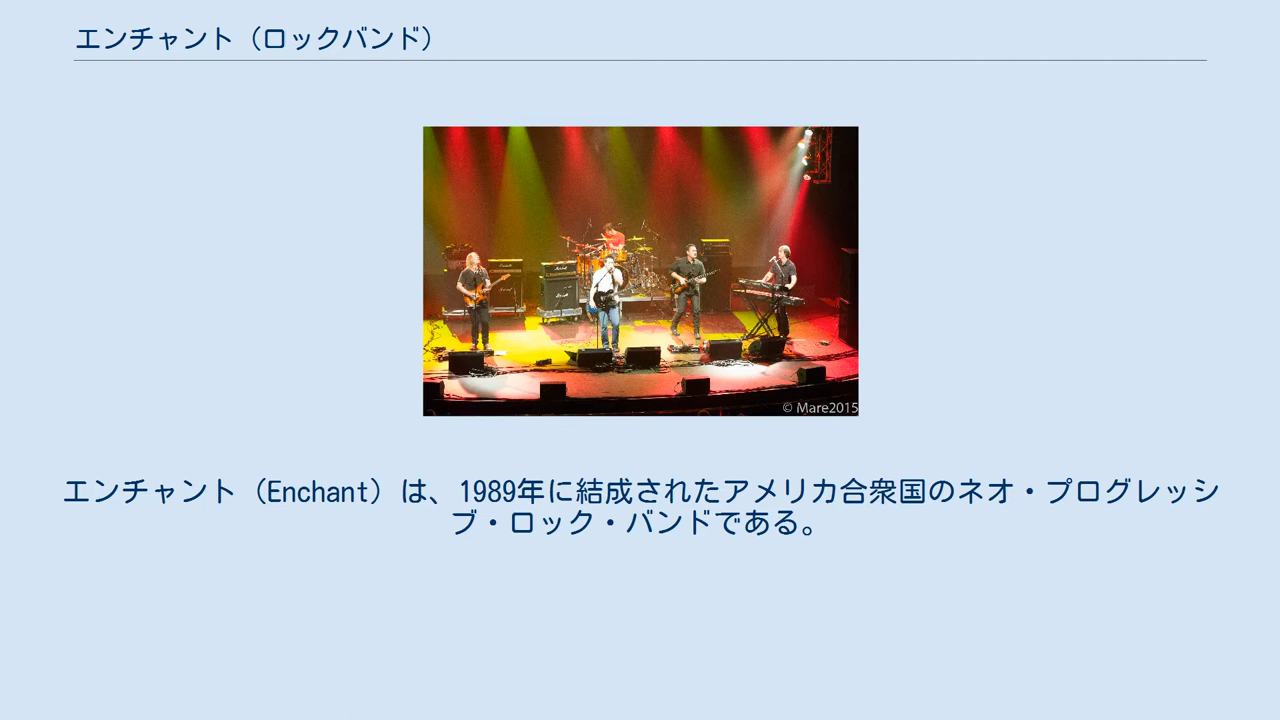 エンチャント（ロックバンド）
© Mare2015
エンチャント（Enchant）は、1989年に結成されたアメリカ合衆国のネオ・プログレッシ
ブ・ロック・バンドである。